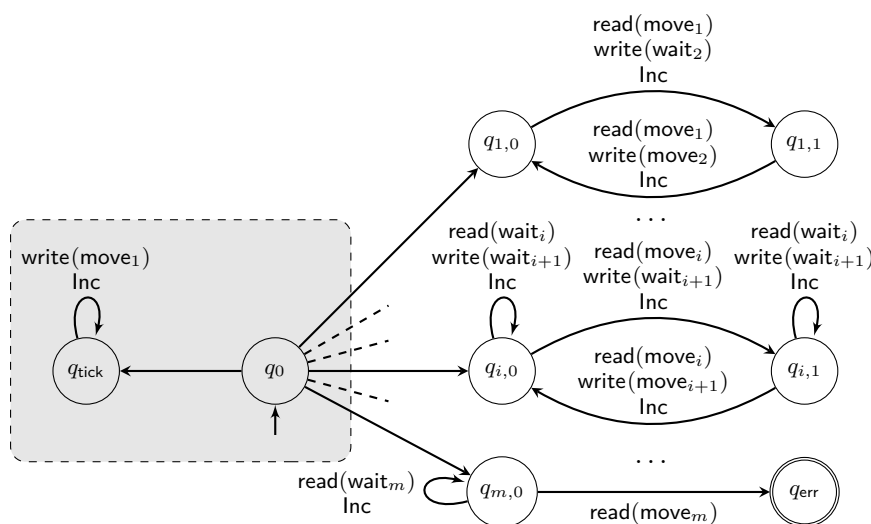 read(move₁)
write(wait₂)
Inc
q₁,₀
read(move₁)
write(move₂)
Inc
q₁,₁
...
write(move₁)
Inc
read(waitᵢ)
write(waitᵢ₊₁)
Inc
read(moveᵢ)
write(waitᵢ₊₁)
Inc
read(waitᵢ)
write(waitᵢ₊₁)
Inc
q_tick
q₀
qᵢ,₀
read(moveᵢ)
write(moveᵢ₊₁)
Inc
qᵢ,₁
...
read(waitₘ)
Inc
qₘ,₀
read(moveₘ)
q_err